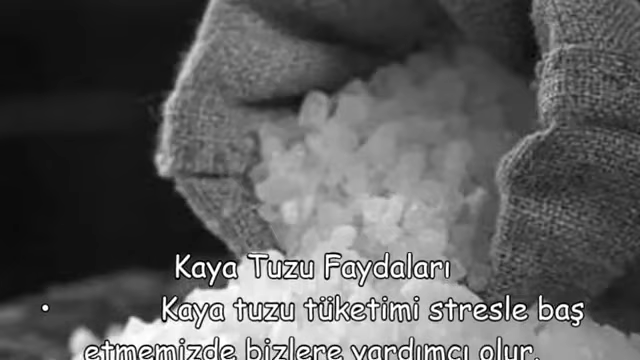 Kaya Tuzu Faydaları
• Kaya tuzu tüketimi stresle baş
etmemizde bizlere yardımcı olur.